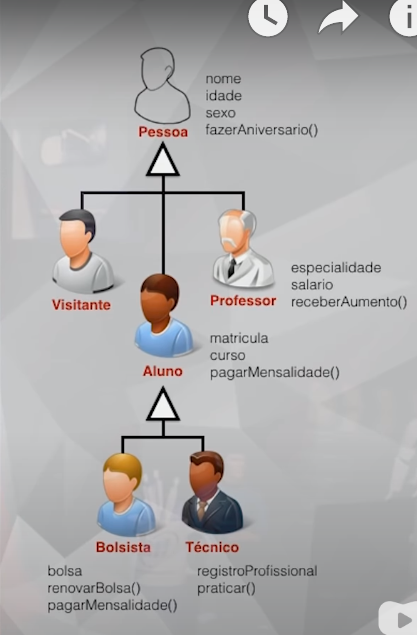 nome
idade
sexo
fazerAniversario()
Pessoa
Visitante
Professor
especialidade
salario
receberAumento()
Aluno
matricula
curso
pagarMensalidade()
Bolsista
Técnico
bolsa
renovarBolsa()
pagarMensalidade()
registroProfissional
praticar()